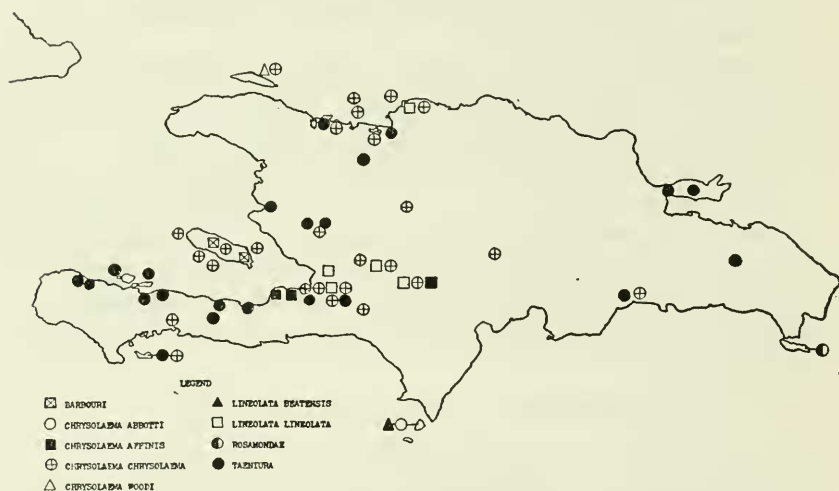 LEGEND
BARBOURI
CHRYSOLAEMA ABBOTTI
CHRYSOLAEMA AFFINIS
CHRYSOLAEMA CHRYSOLAEMA
CHRYSOLAEMA WOODI
LINEOLATA BEATENSIS
LINEOLATA LINEOLATA
ROSAMONDAE
TAENIURA